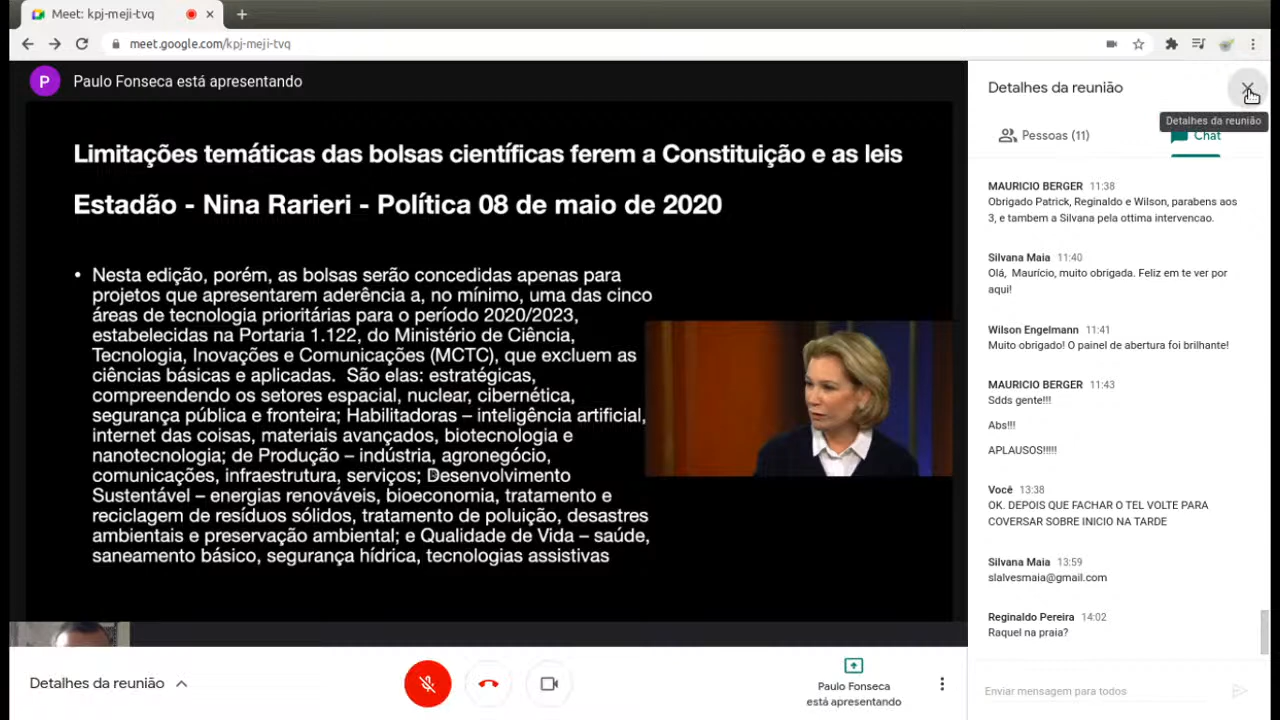 Meet: kpj-meji-tvq
meet.google.com/kpj-meji-tvq
P
Paulo Fonseca está apresentando
Limitações temáticas das bolsas científicas ferem a Constituição e as leis
Estadão - Nina Rarieri - Política 08 de maio de 2020
• Nesta edição, porém, as bolsas serão concedidas apenas para
projetos que apresentarem aderência a, no mínimo, uma das cinco
áreas de tecnologia prioritárias para o período 2020/2023,
estabelecidas na Portaria 1.122, do Ministério de Ciência,
Tecnologia, Inovações e Comunicações (MCTC), que excluem as
ciências básicas e aplicadas. São elas: estratégicas,
compreendendo os setores espacial, nuclear, cibernética,
segurança pública e fronteira; Habilitadoras – inteligência artificial,
internet das coisas, materiais avançados, biotecnologia e
nanotecnologia; de Produção – indústria, agronegócio,
comunicações, infraestrutura, serviços; Desenvolvimento
Sustentável – energias renováveis, bioeconomia, tratamento e
reciclagem de resíduos sólidos, tratamento de poluição, desastres
ambientais e preservação ambiental; e Qualidade de Vida – saúde,
saneamento básico, segurança hídrica, tecnologias assistivas
Detalhes da reunião
Detalhes da reunião
Pessoas (11)
Chat
MAURICIO BERGER 11:38
Obrigado Patrick, Reginaldo e Wilson, parabens aos
3, e tambem a Silvana pela ottima intervencao.
Silvana Maia 11:40
Olá, Maurício, muito obrigada. Feliz em te ver por
aqui!
Wilson Engelmann 11:41
Muito obrigado! O painel de abertura foi brilhante!
MAURICIO BERGER 11:43
Sdds gente!!!
Abs!!!
APLAUSOS!!!!!
Você 13:38
OK. DEPOIS QUE FACHAR O TEL VOLTE PARA
COVERSAR SOBRE INICIO NA TARDE
Silvana Maia 13:59
slalvesmaia@gmail.com
Reginaldo Pereira 14:02
Raquel na praia?
Enviar mensagem para todos
Detalhes da reunião
Paulo Fonseca
está apresentando